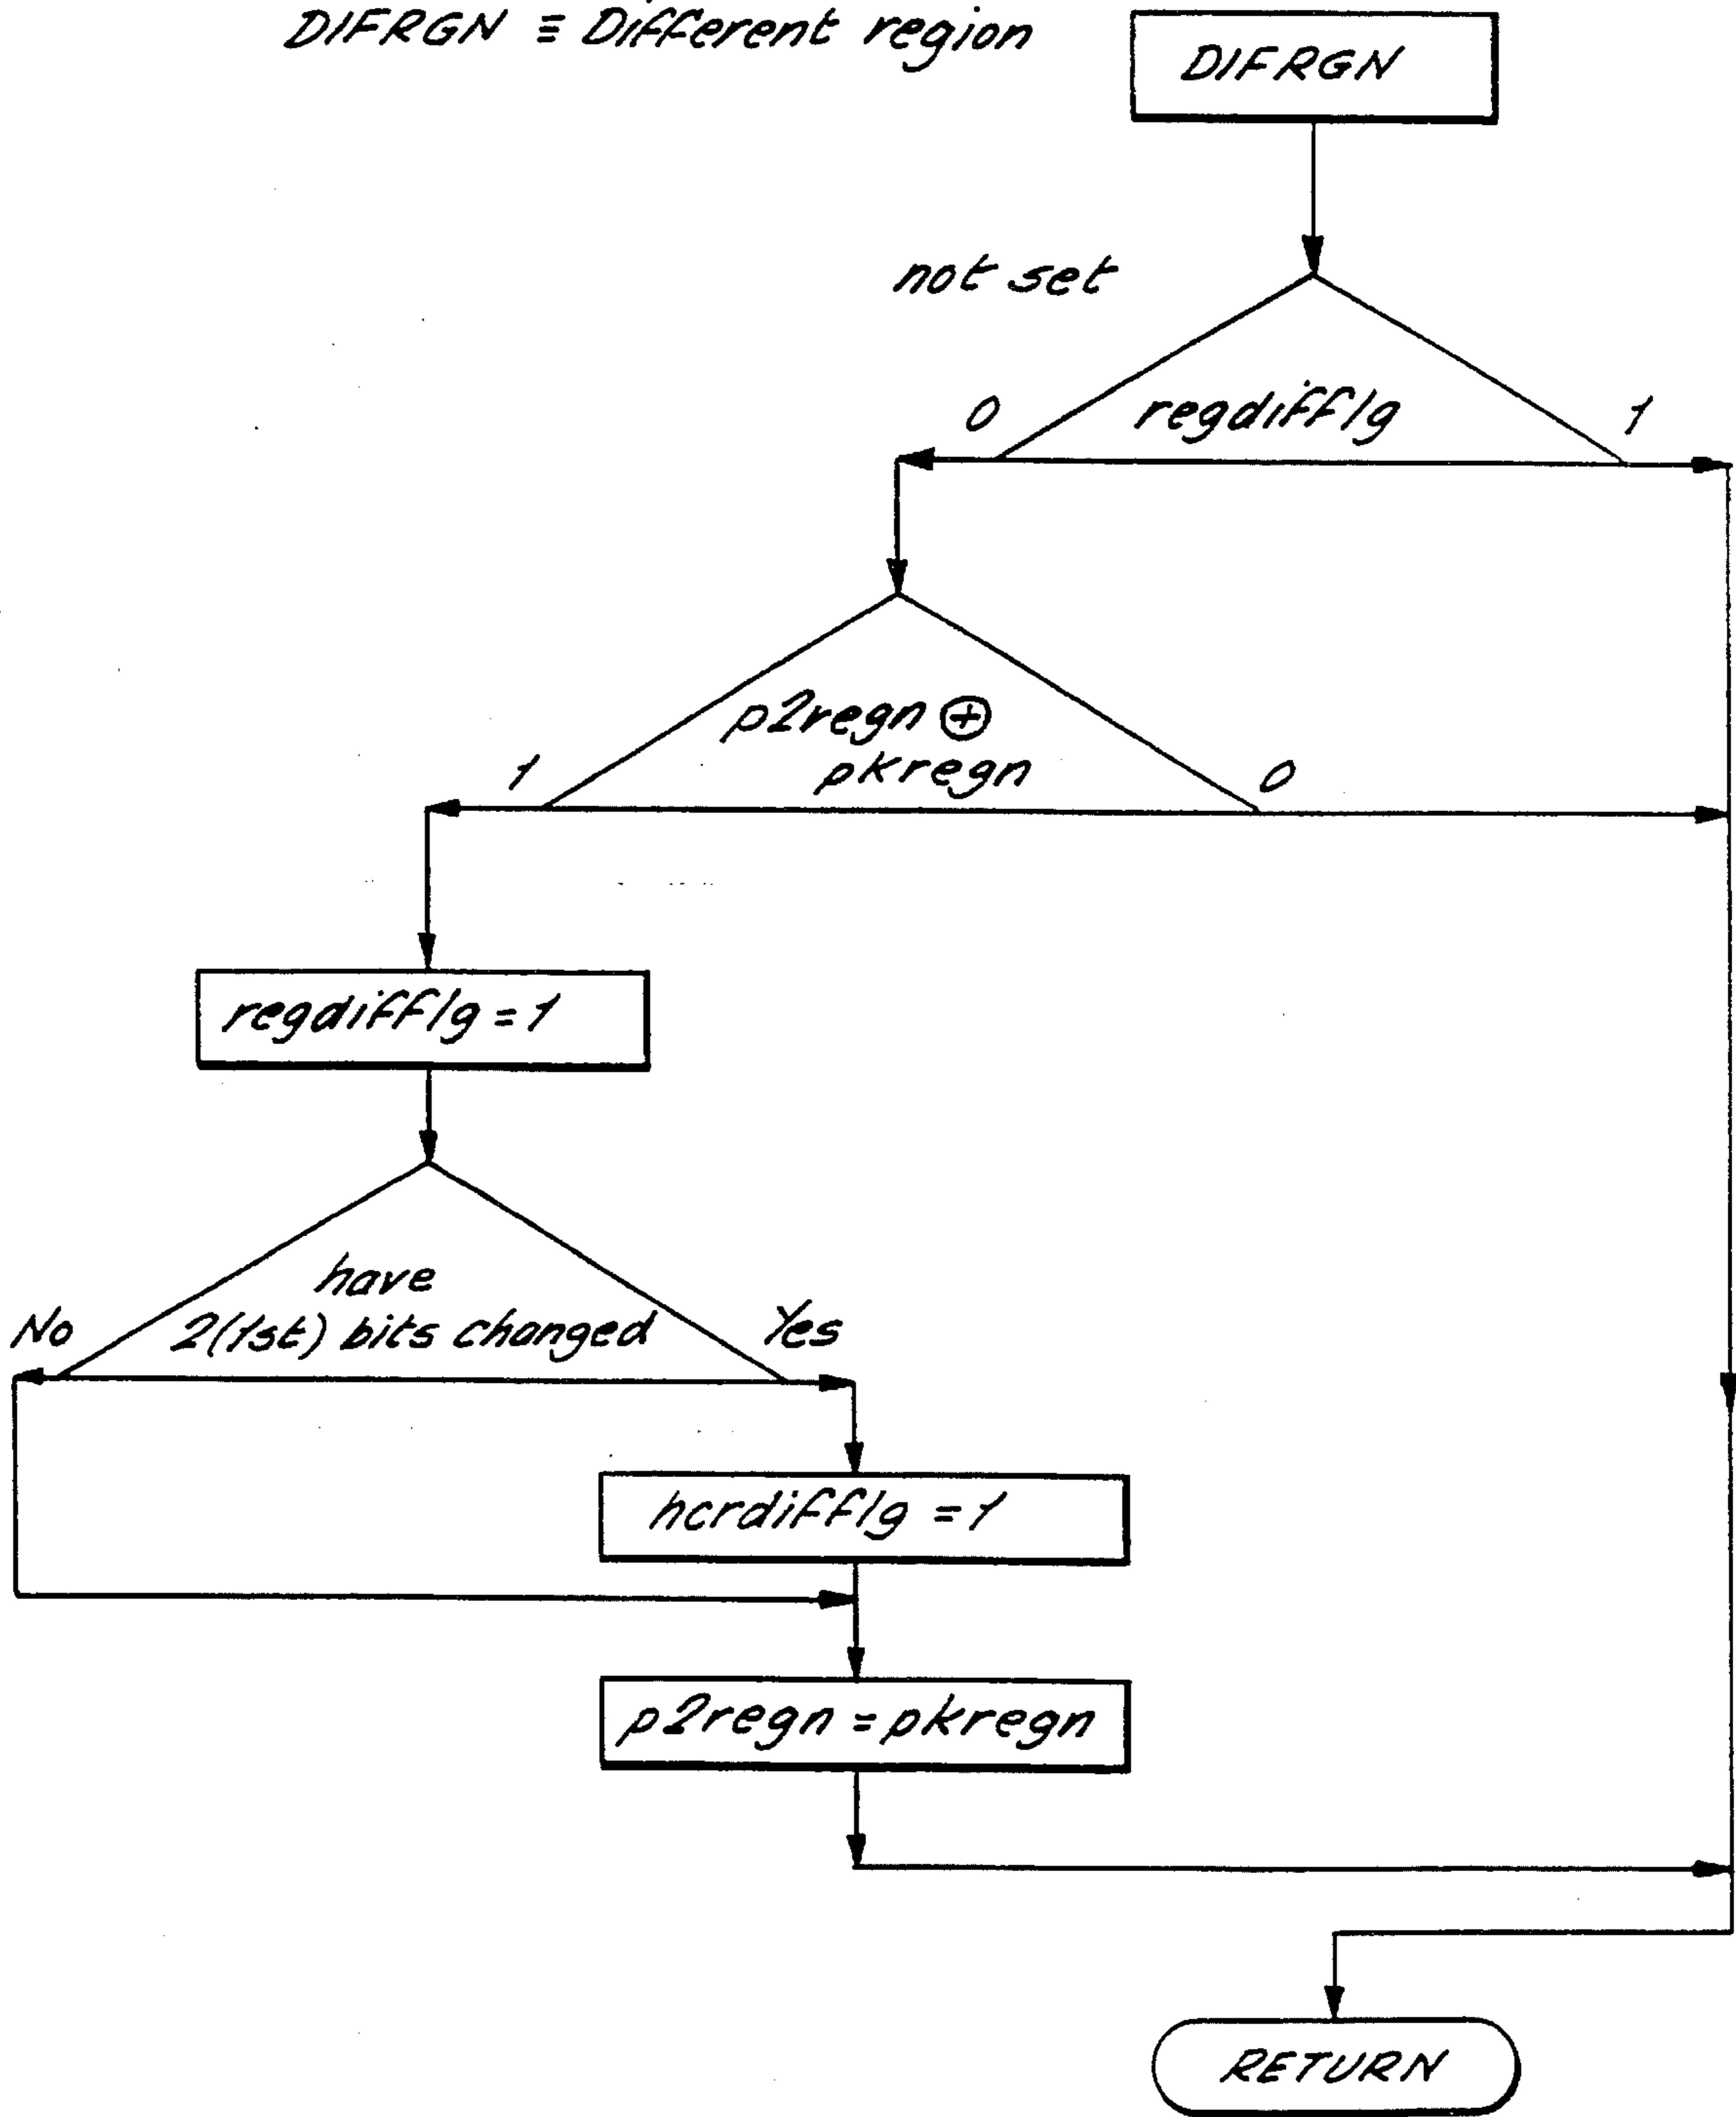 DIFRGN ≡ Different region
DIFRGN
not set
0
regdifflg
1
p2regn ⊕
1
pkregn
0
regdifflg = 1
have
No
2(1st) bits changed
Yes
hcrdifflg = 1
p2regn = pkregn
RETURN